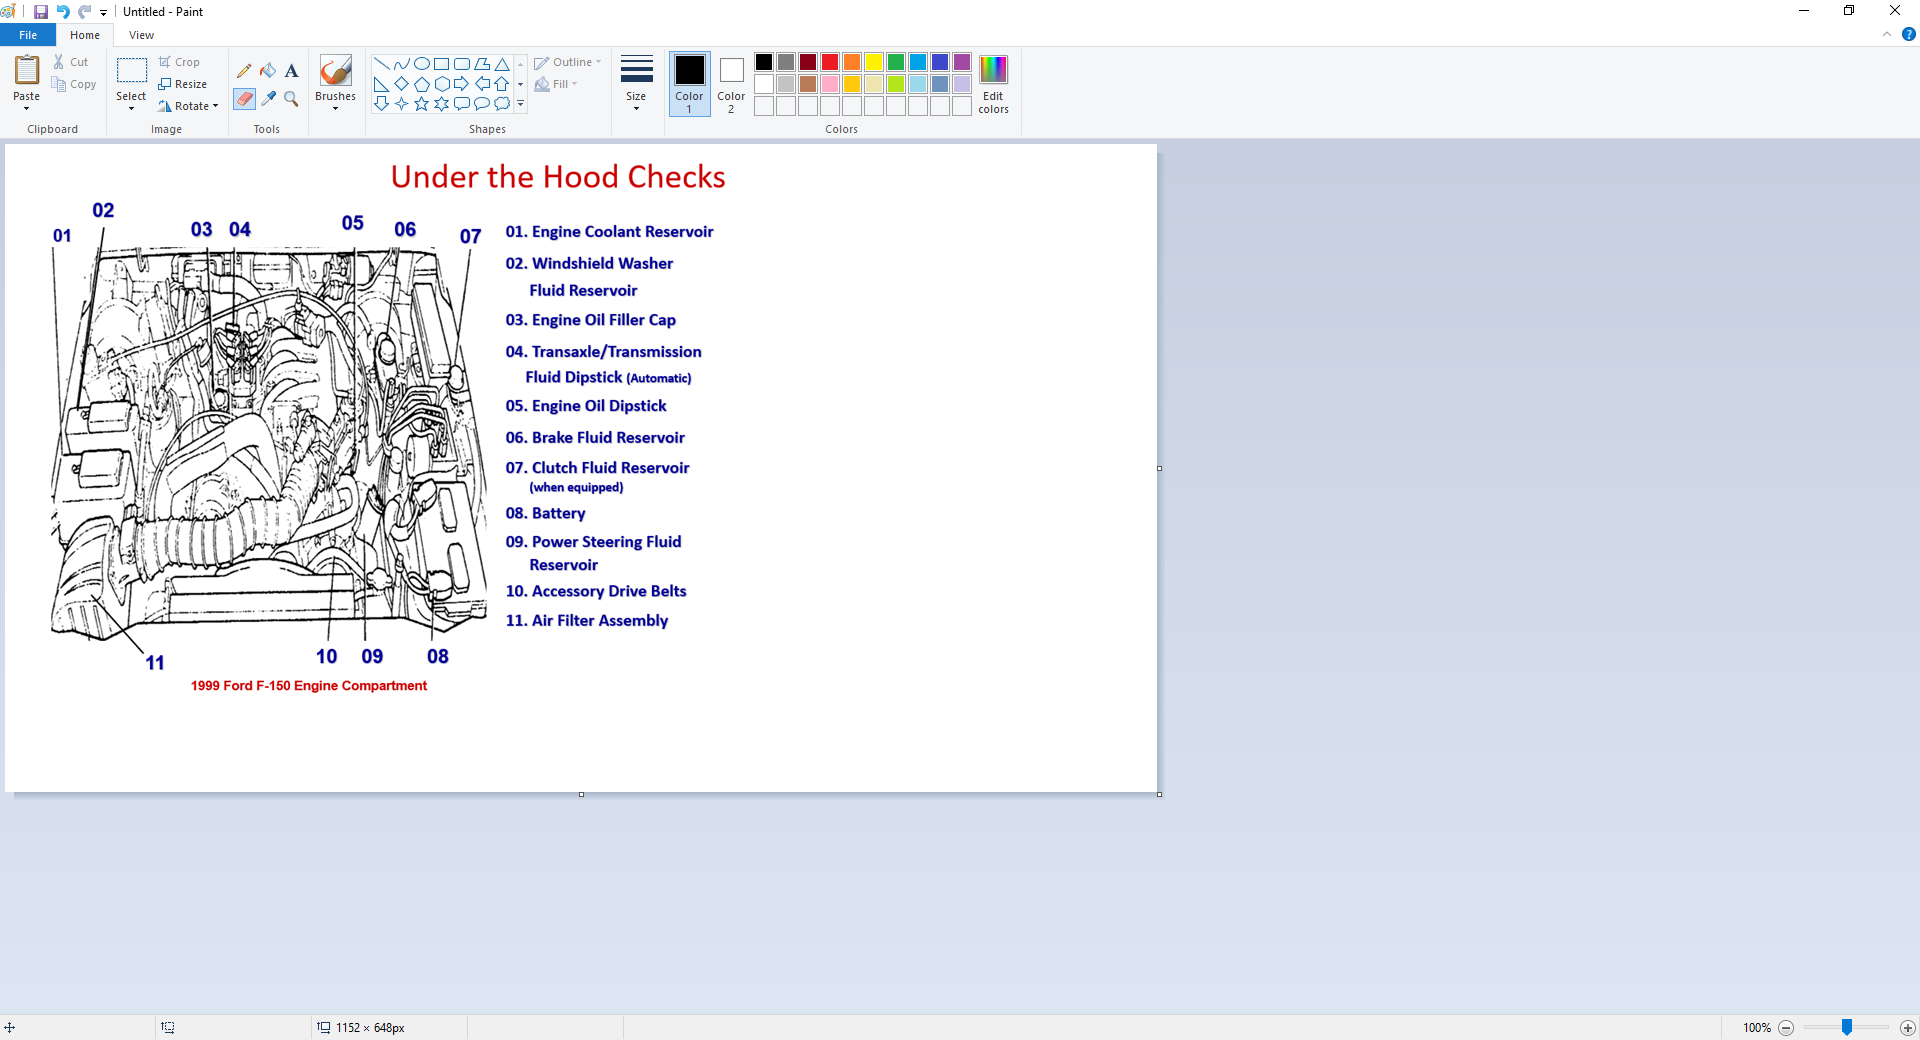 Untitled - Paint
File Home View
Paste Cut Copy Clipboard
Select Crop Resize Rotate Image
Tools
Brushes
Shapes Outline Fill
Size
Color 1 Color 2 Edit colors Colors
Under the Hood Checks
01 02 03 04 05 06 07
01. Engine Coolant Reservoir
02. Windshield Washer
Fluid Reservoir
03. Engine Oil Filler Cap
04. Transaxle/Transmission
Fluid Dipstick (Automatic)
05. Engine Oil Dipstick
06. Brake Fluid Reservoir
07. Clutch Fluid Reservoir
(when equipped)
08. Battery
09. Power Steering Fluid
Reservoir
10. Accessory Drive Belts
11. Air Filter Assembly
11 10 09 08
1999 Ford F-150 Engine Compartment
1152 × 648px
100%